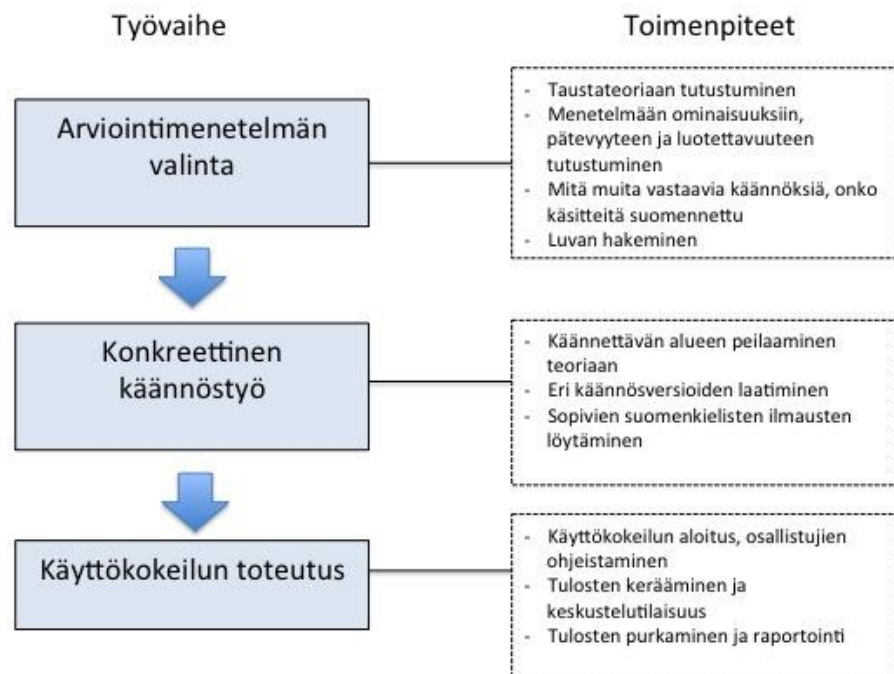 Työvaihe
Toimenpiteet
Arviointimenetelmän
valinta
- Taustateoriaan tutustuminen
- Menetelmään ominaisuuksiin,
pätevyyteen ja luotettavuuteen
tutustuminen
- Mitä muita vastaavia käännöksiä, onko
käsitteitä suomennettu
- Luvan hakeminen
Konkreettinen
käännöstyö
- Käännettävän alueen peilaaminen
teoriaan
- Eri käännösversioiden laatiminen
- Sopivien suomenkielisten ilmausten
löytäminen
Käyttökokeilun toteutus
- Käyttökokeilun aloitus, osallistujien
ohjeistaminen
- Tulosten kerääminen ja
keskustelutilaisuus
- Tulosten purkaminen ja raportointi